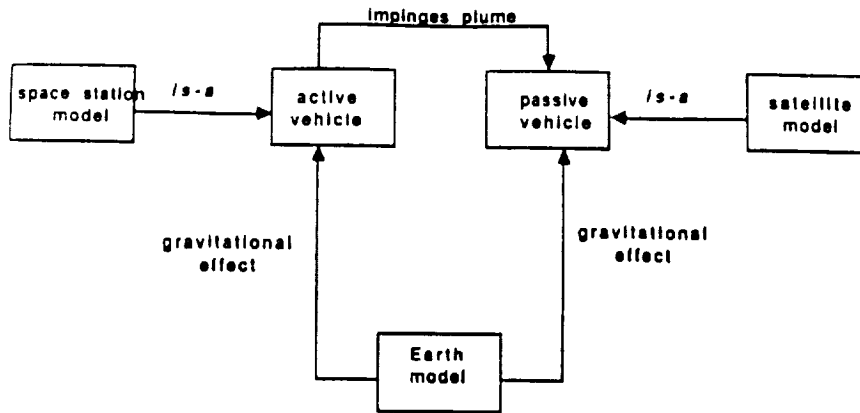 impinges plume
space station
model
is-a
active
vehicle
passive
vehicle
is-a
satellite
model
gravitational
effect
gravitational
effect
Earth
model